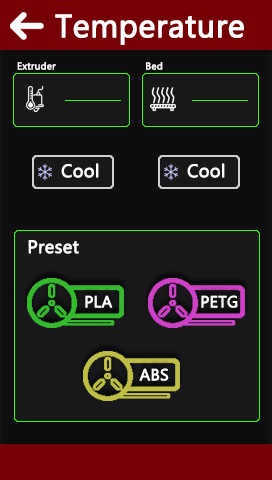 Temperature
Extruder Bed
Cool Cool
Preset
PLA PETG
ABS